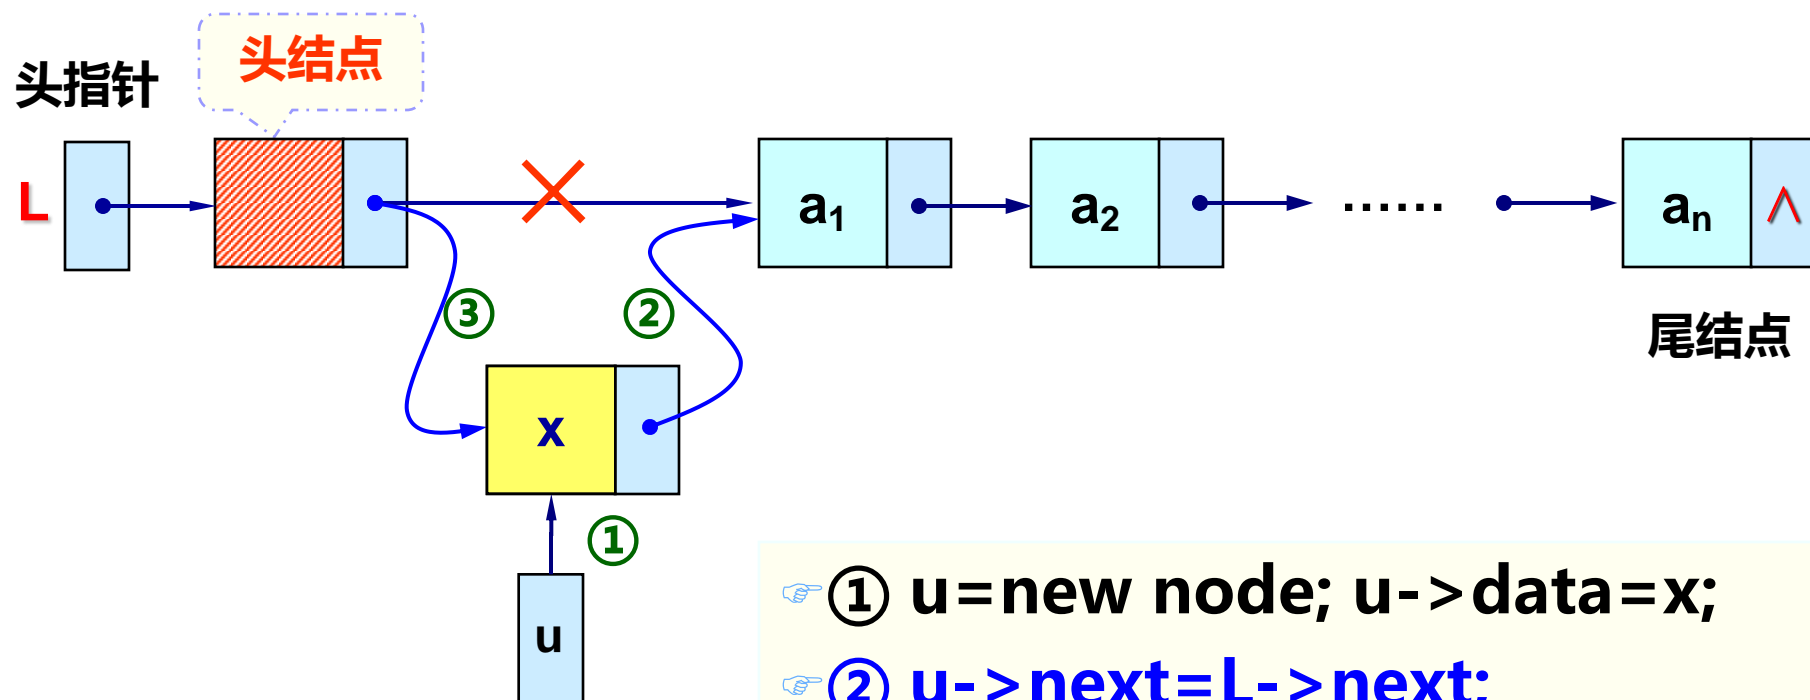 头结点
头指针
L
a1
a2
······
an
∧
③
②
尾结点
x
①
u
☞① u=new node; u->data=x;
☞② u->next=L->next;